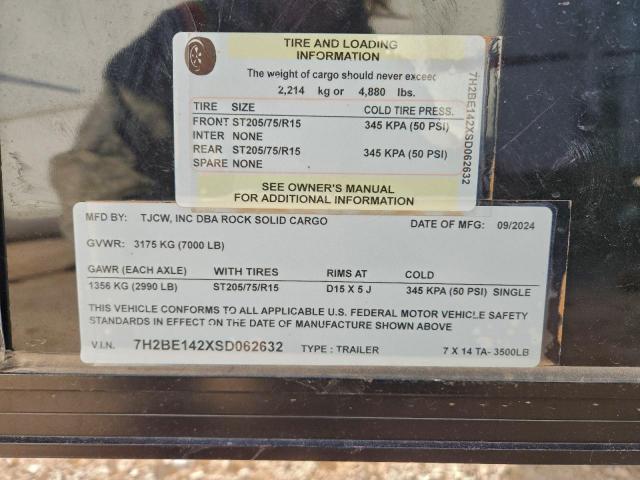 TIRE AND LOADING
INFORMATION
The weight of cargo should never exceed
2,214 kg or 4,880 lbs.
TIRE SIZE COLD TIRE PRESS.
FRONT ST205/75/R15 345 KPA (50 PSI)
INTER NONE
REAR ST205/75/R15 345 KPA (50 PSI)
SPARE NONE
SEE OWNER'S MANUAL
FOR ADDITIONAL INFORMATION
7H2BE142XSD062632
MFD BY: TJCW, INC DBA ROCK SOLID CARGO DATE OF MFG: 09/2024
GVWR: 3175 KG (7000 LB)
GAWR (EACH AXLE) WITH TIRES RIMS AT COLD
1356 KG (2990 LB) ST205/75/R15 D15 X 5 J 345 KPA (50 PSI) SINGLE
THIS VEHICLE CONFORMS TO ALL APPLICABLE U.S. FEDERAL MOTOR VEHICLE SAFETY
STANDARDS IN EFFECT ON THE DATE OF MANUFACTURE SHOWN ABOVE
V.I.N. 7H2BE142XSD062632 TYPE: TRAILER 7 X 14 TA- 3500LB